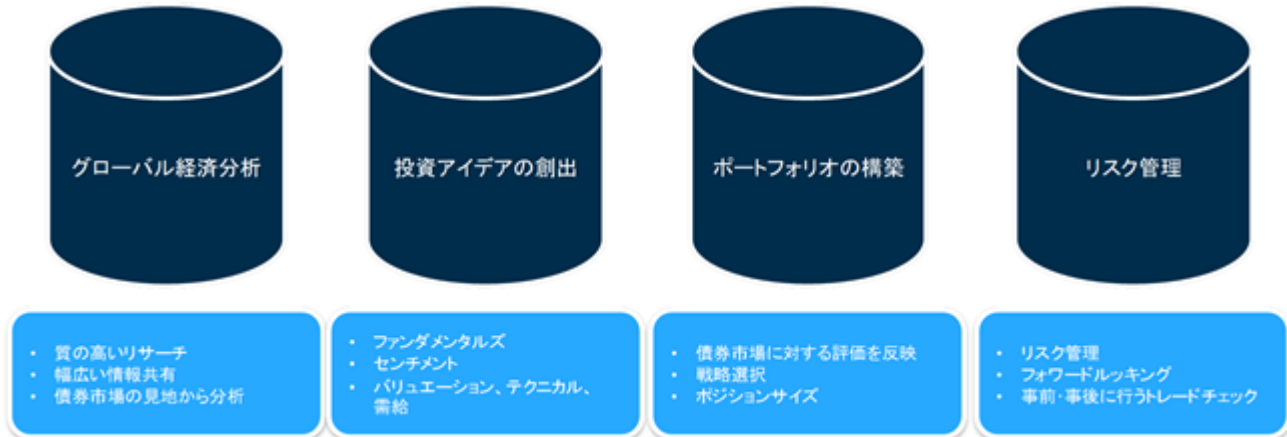 グローバル経済分析
投資アイデアの創出
ポートフォリオの構築
リスク管理
• 質の高いリサーチ
• 幅広い情報共有
• 債券市場の見地から分析
• ファンダメンタルズ
• センチメント
• バリュエーション、テクニカル、
需給
• 債券市場に対する評価を反映
• 戦略選択
• ポジションサイズ
• リスク管理
• フォワードルッキング
• 事前・事後に行うトレードチェック